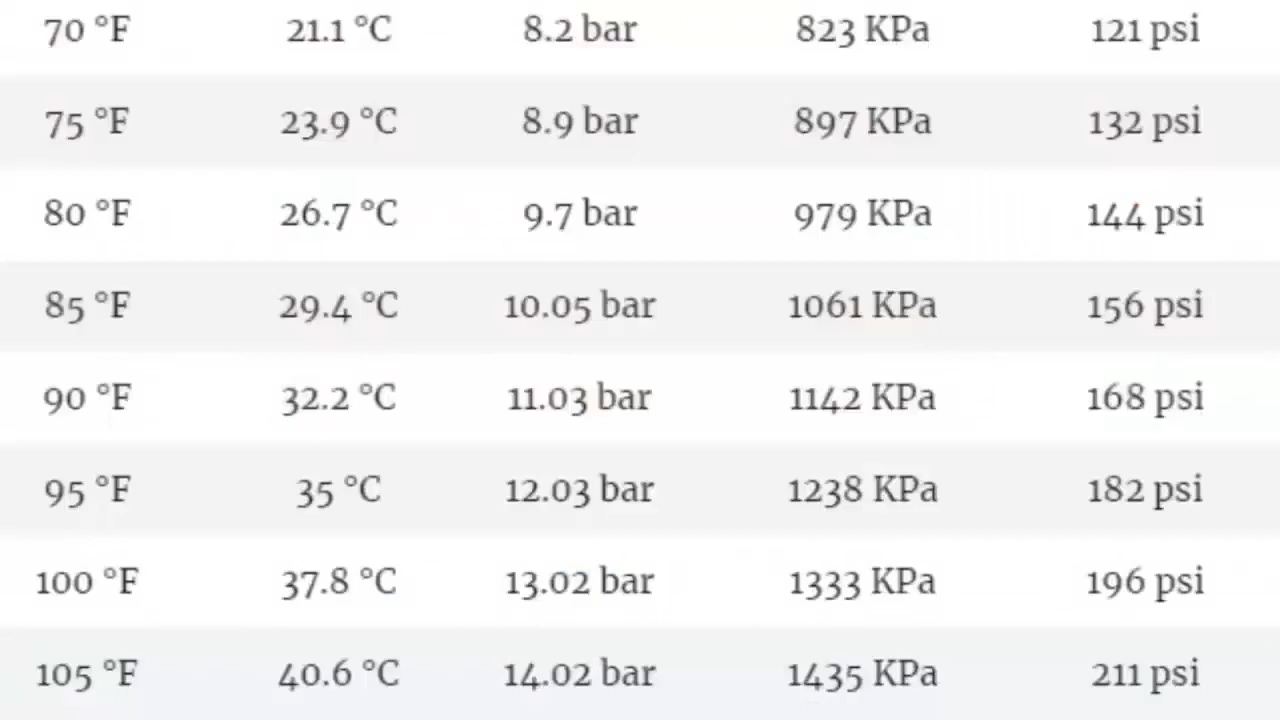 70 °F 21.1 °C 8.2 bar 823 KPa 121 psi
75 °F 23.9 °C 8.9 bar 897 KPa 132 psi
80 °F 26.7 °C 9.7 bar 979 KPa 144 psi
85 °F 29.4 °C 10.05 bar 1061 KPa 156 psi
90 °F 32.2 °C 11.03 bar 1142 KPa 168 psi
95 °F 35 °C 12.03 bar 1238 KPa 182 psi
100 °F 37.8 °C 13.02 bar 1333 KPa 196 psi
105 °F 40.6 °C 14.02 bar 1435 KPa 211 psi